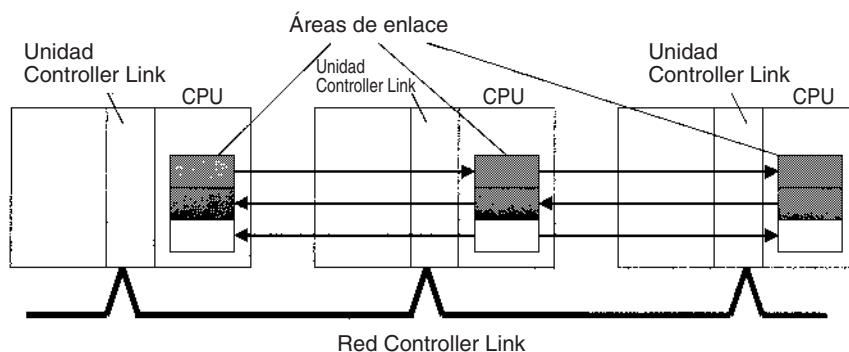 Áreas de enlace
Unidad
Controller Link
CPU
Unidad
Controller Link
CPU
Unidad
Controller Link
CPU
Red Controller Link